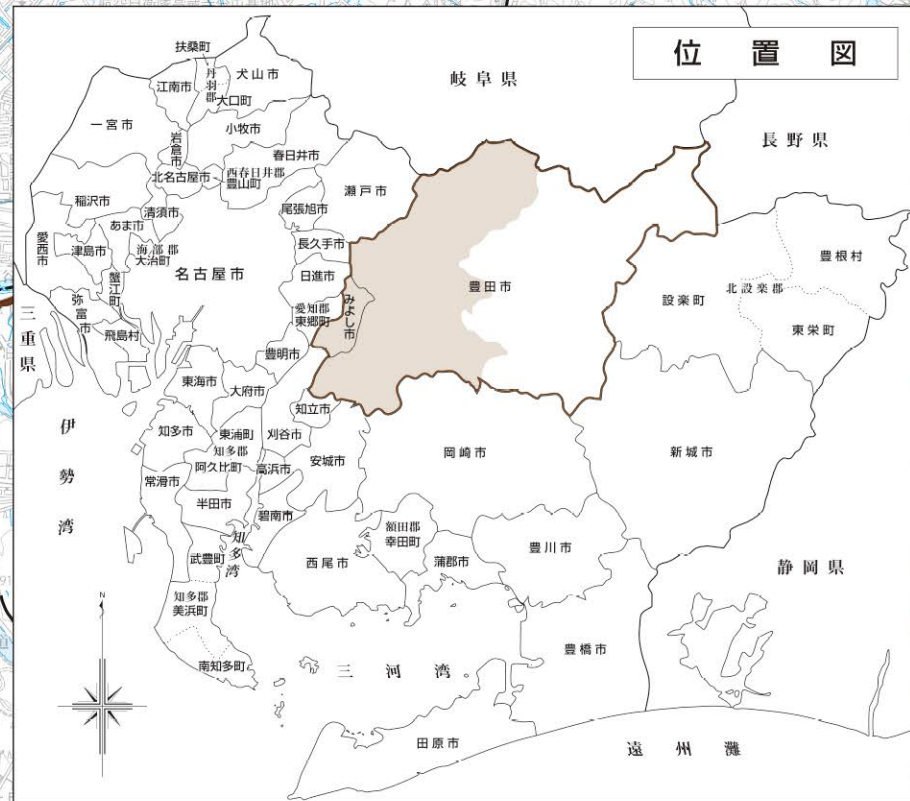 位置図
岐阜県
長野県
扶桑町
丹羽郡
犬山市
江南市
大口町
一宮市
小牧市
岩倉市
春日井市
西春日井郡
豊山町
北名古屋市
瀬戸市
稲沢市
清須市
尾張旭市
あま市
愛西市
津島市
海部郡
大治町
長久手市
名古屋市
日進市
蟹江町
豊田市
みよし市
愛知郡
東郷町
弥富市
飛島村
三重県
豊明市
設楽町
北設楽郡
豊根村
東栄町
東海市
大府市
知立市
知多市
東浦町
刈谷市
知多郡
阿久比町
高浜市
安城市
岡崎市
新城市
伊勢湾
常滑市
半田市
碧南市
知多湾
武豊町
西尾市
額田郡
幸田町
蒲郡市
豊川市
静岡県
知多郡
美浜町
南知多町
三河湾
豊橋市
田原市
遠州灘
N